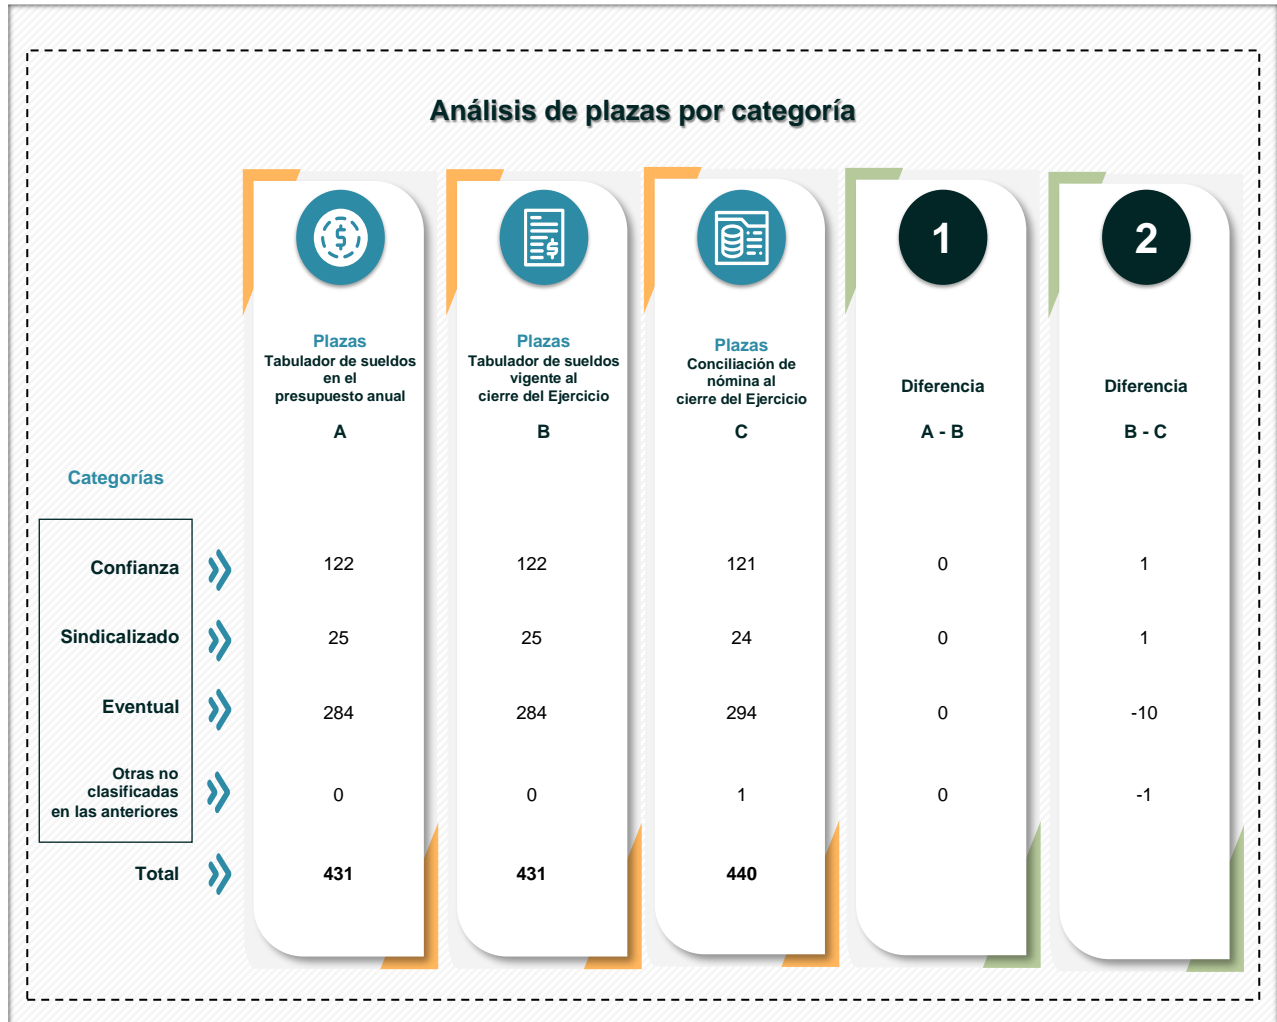 Análisis de plazas por categoría
1
2
Plazas
Tabulador de sueldos
en el
presupuesto anual
A
Plazas
Tabulador de sueldos
vigente al
cierre del Ejercicio
B
Plazas
Conciliación de
nómina al
cierre del Ejercicio
C
Diferencia
A - B
Diferencia
B - C
Categorías
Confianza 122 122 121 0 1
Sindicalizado 25 25 24 0 1
Eventual 284 284 294 0 -10
Otras no
clasificadas
en las anteriores
0 0 1 0 -1
Total 431 431 440